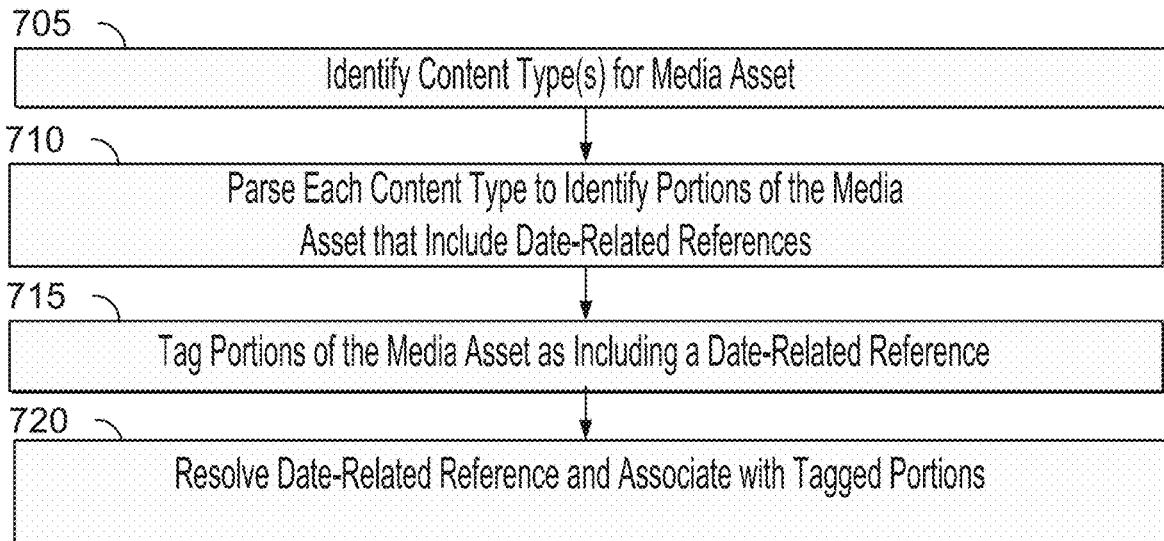 705
Identify Content Type(s) for Media Asset
710
Parse Each Content Type to Identify Portions of the Media
Asset that Include Date-Related References
715
Tag Portions of the Media Asset as Including a Date-Related Reference
720
Resolve Date-Related Reference and Associate with Tagged Portions